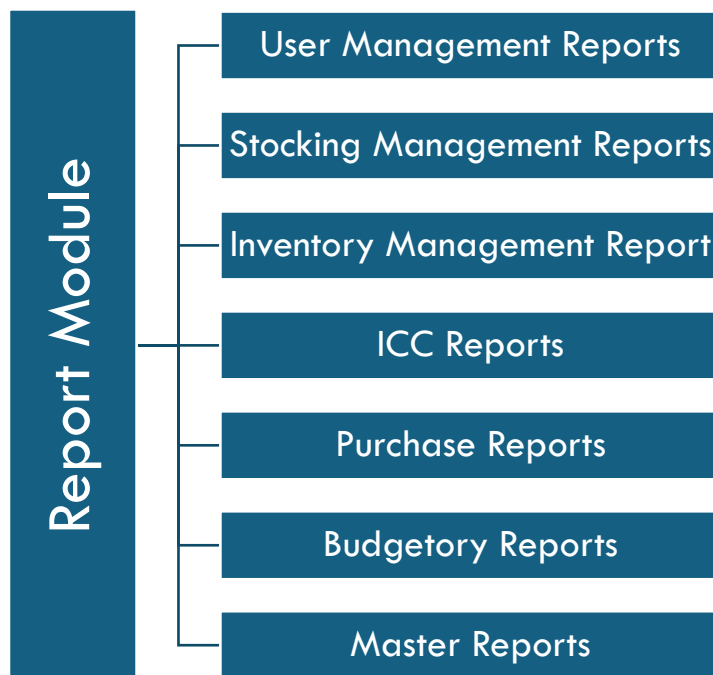 Report Module
User Management Reports
Stocking Management Reports
Inventory Management Report
ICC Reports
Purchase Reports
Budgetory Reports
Master Reports